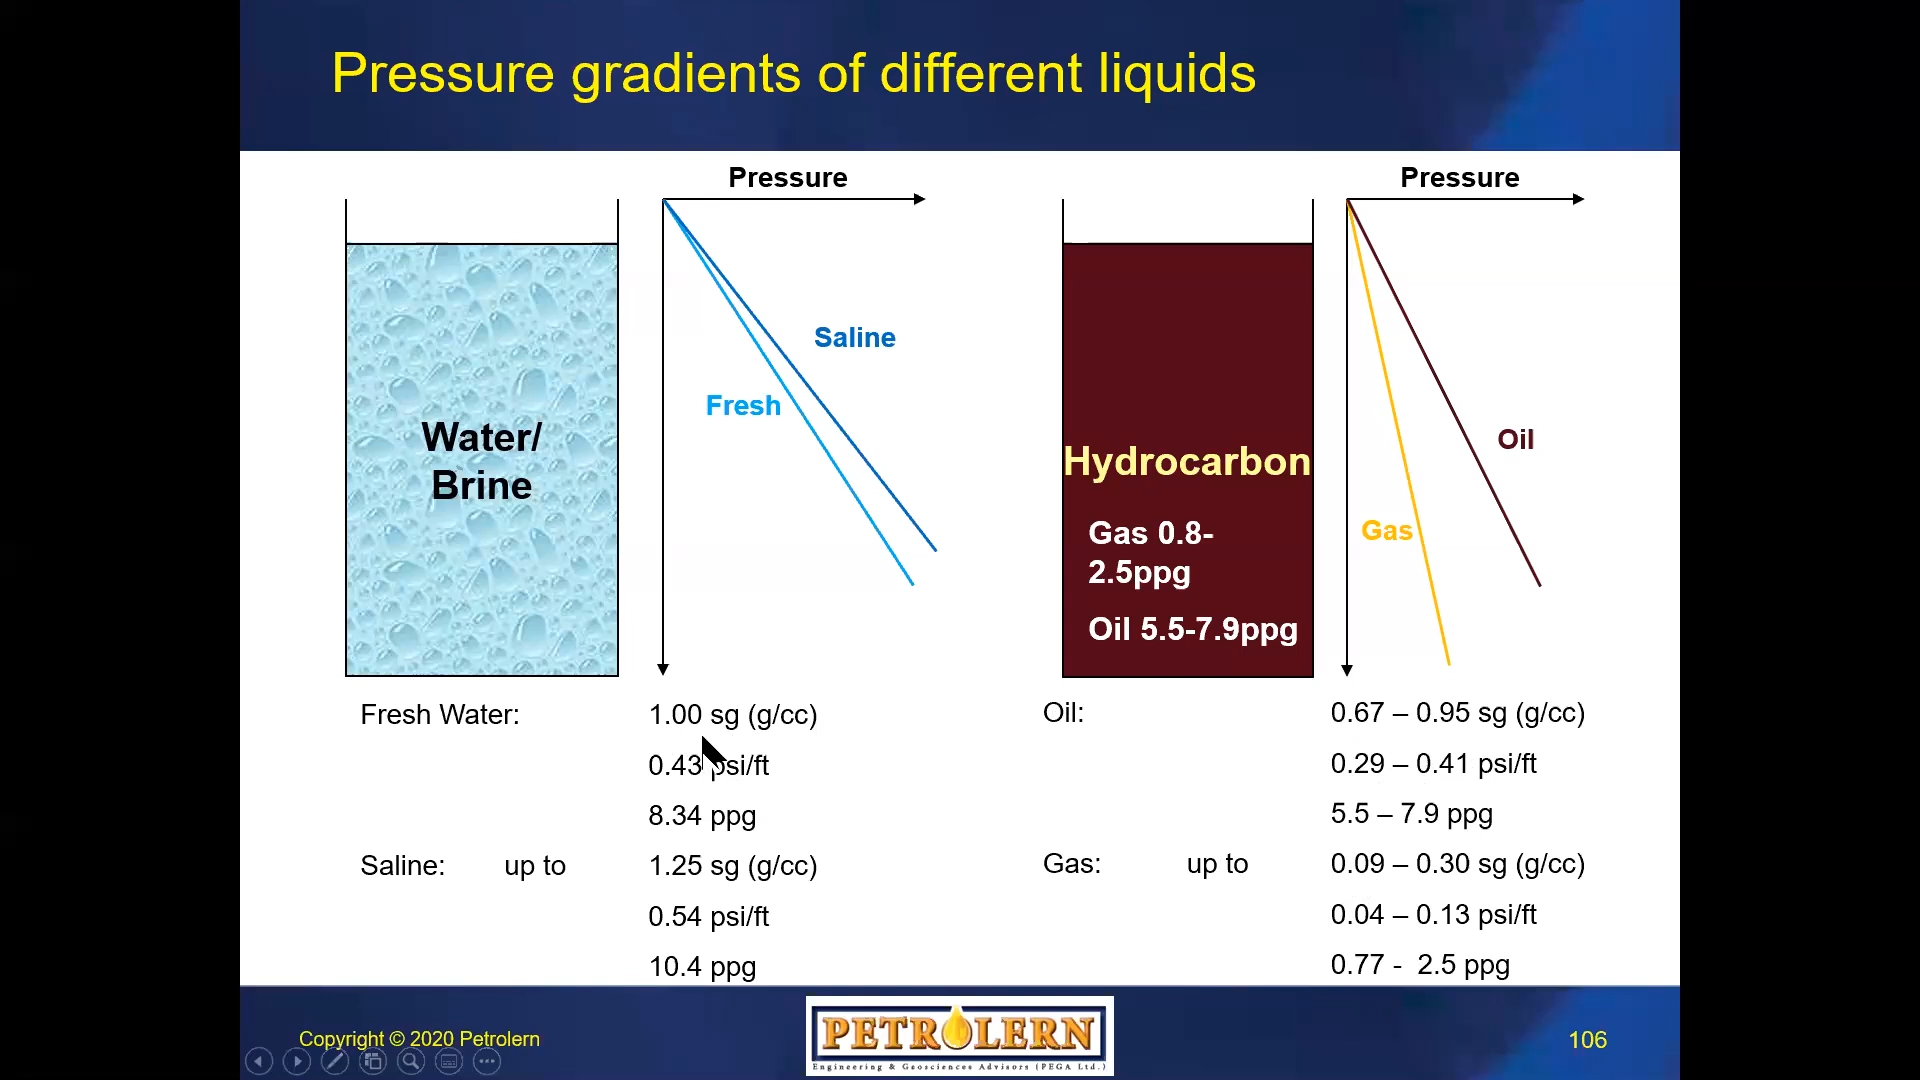 Pressure gradients of different liquids
Pressure
Pressure
Saline
Fresh
Water/
Brine
Hydrocarbon
Gas 0.8-
2.5ppg
Oil 5.5-7.9ppg
Oil
Gas
Fresh Water: 1.00 sg (g/cc)
0.43 psi/ft
8.34 ppg
Saline: up to 1.25 sg (g/cc)
0.54 psi/ft
10.4 ppg
Oil: 0.67 – 0.95 sg (g/cc)
0.29 – 0.41 psi/ft
5.5 – 7.9 ppg
Gas: up to 0.09 – 0.30 sg (g/cc)
0.04 – 0.13 psi/ft
0.77 - 2.5 ppg
Copyright © 2020 Petrolern
PETROLERN
Engineering & Geosciences Advisors (PEGA Ltd.)
106